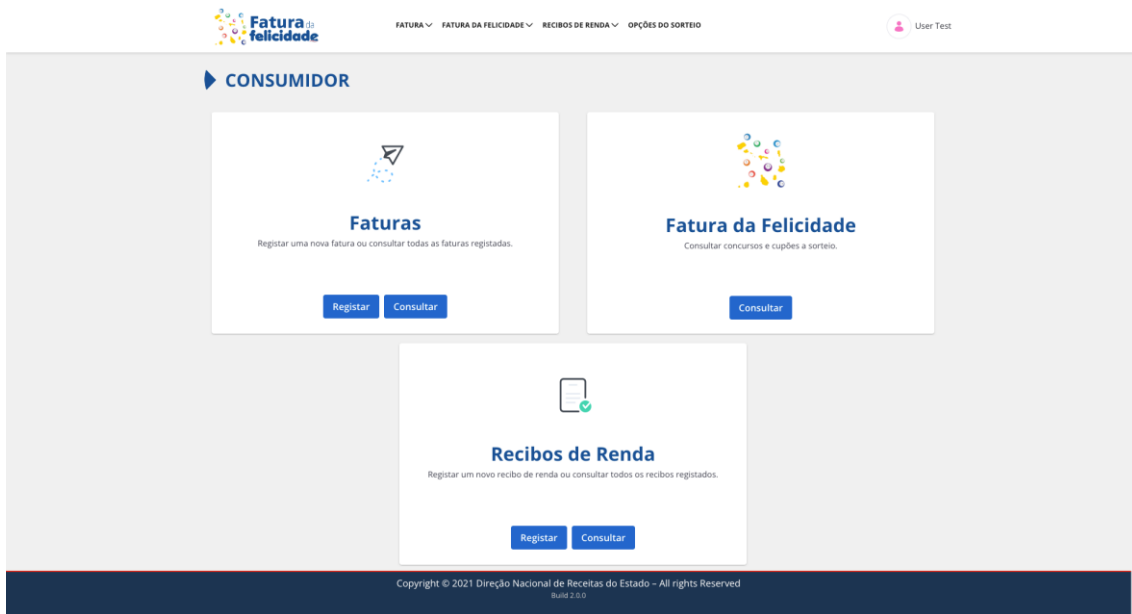 Fatura da
felicidade
FATURA FATURA DA FELICIDADE RECIBOS DE RENDA OPÇÕES DO SORTEIO
User Test
CONSUMIDOR
Faturas
Registar uma nova fatura ou consultar todas as faturas registadas.
Registar Consultar
Fatura da Felicidade
Consultar concursos e cupões a sorteio.
Consultar
Recibos de Renda
Registar um novo recibo de renda ou consultar todos os recibos registados.
Registar Consultar
Copyright © 2021 Direção Nacional de Receitas do Estado – All rights Reserved
Build 2.0.0